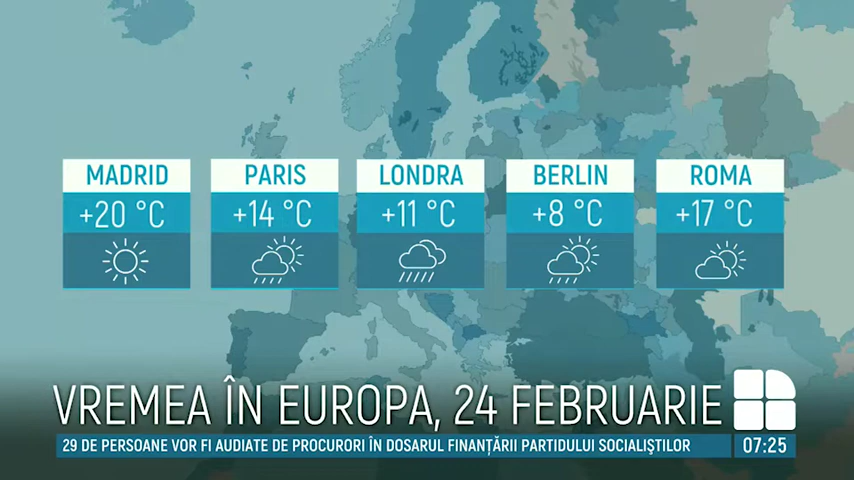 MADRID
+20 °C
PARIS
+14 °C
LONDRA
+11 °C
BERLIN
+8 °C
ROMA
+17 °C
VREMEA ÎN EUROPA, 24 FEBRUARIE
29 DE PERSOANE VOR FI AUDIATE DE PROCURORI ÎN DOSARUL FINANȚĂRII PARTIDULUI SOCIALIŞTILOR
07:25